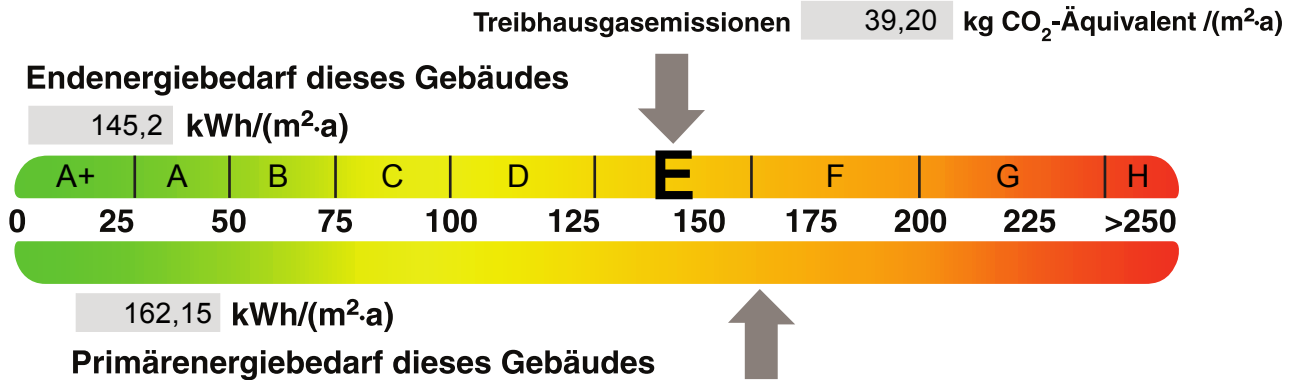 Treibhausgasemissionen 39,20 kg CO₂-Äquivalent /(m²·a)
Endenergiebedarf dieses Gebäudes
145,2 kWh/(m²·a)
A+ A B C D E F G H
0 25 50 75 100 125 150 175 200 225 >250
162,15 kWh/(m²·a)
Primärenergiebedarf dieses Gebäudes